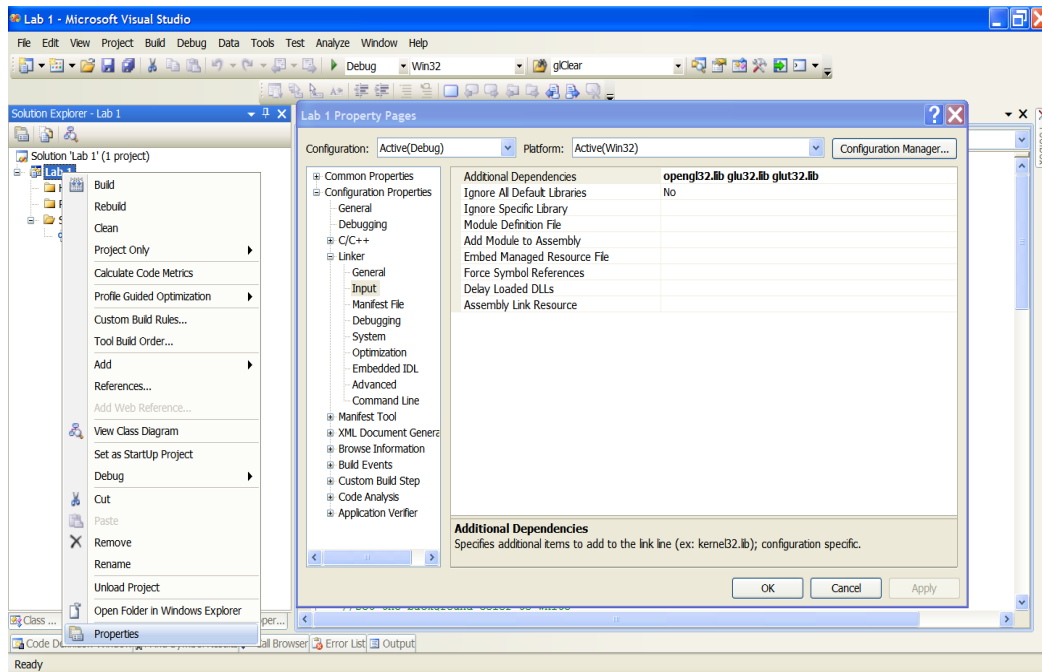 Lab 1 - Microsoft Visual Studio
File Edit View Project Build Debug Data Tools Test Analyze Window Help
Debug Win32 glClear
Solution Explorer - Lab 1
Solution 'Lab 1' (1 project)
Lab 1
Build
Rebuild
Clean
Project Only
Calculate Code Metrics
Profile Guided Optimization
Custom Build Rules...
Tool Build Order...
Add
References...
Add Web Reference...
View Class Diagram
Set as StartUp Project
Debug
Cut
Paste
Remove
Rename
Unload Project
Open Folder in Windows Explorer
Properties
Lab 1 Property Pages
Configuration: Active(Debug) Platform: Active(Win32) Configuration Manager...
Common Properties
Configuration Properties
General
Debugging
C/C++
Linker
General
Input
Manifest File
Debugging
System
Optimization
Embedded IDL
Advanced
Command Line
Manifest Tool
XML Document Genera
Browse Information
Build Events
Custom Build Step
Code Analysis
Application Verifier
Additional Dependencies opengl32.lib glu32.lib glut32.lib
Ignore All Default Libraries No
Ignore Specific Library
Module Definition File
Add Module to Assembly
Embed Managed Resource File
Force Symbol References
Delay Loaded DLLs
Assembly Link Resource
Additional Dependencies
Specifies additional items to add to the link line (ex: kernel32.lib); configuration specific.
OK Cancel Apply
Class ... per...
Browser Error List Output
Ready